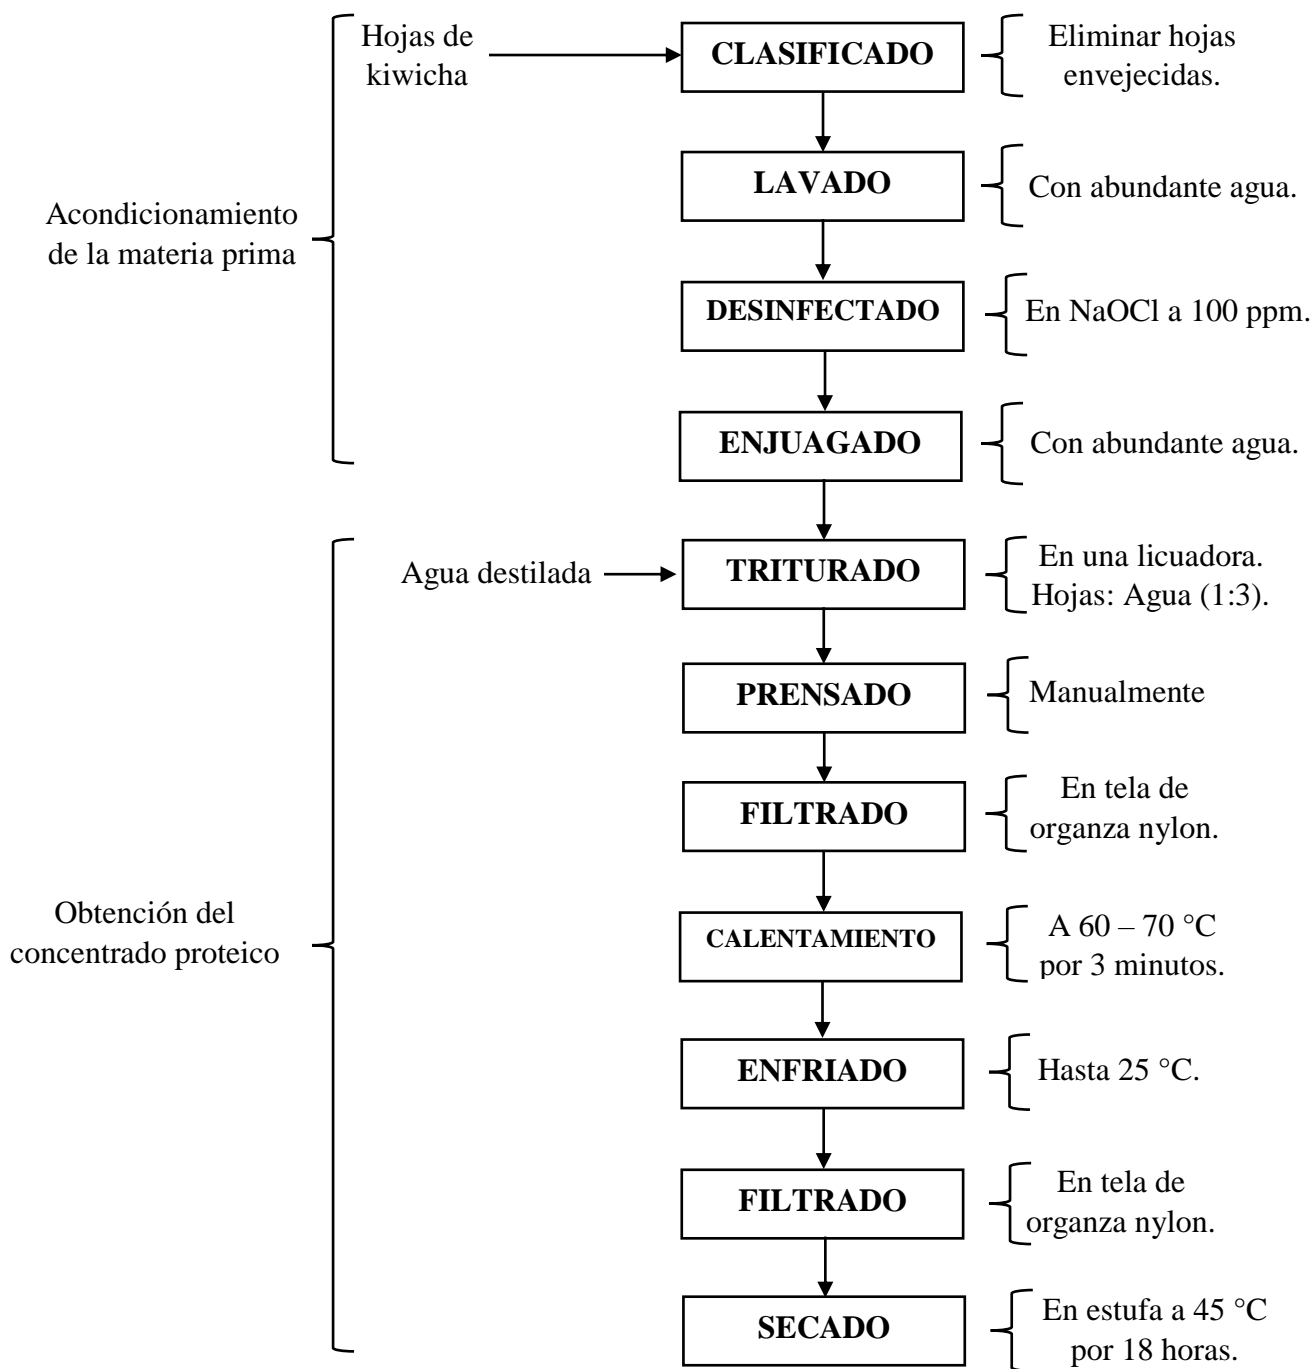 Hojas de
kiwicha
CLASIFICADO
Eliminar hojas
envejecidas.
LAVADO
Con abundante agua.
Acondicionamiento
de la materia prima
DESINFECTADO
En NaOCl a 100 ppm.
ENJUAGADO
Con abundante agua.
Agua destilada
TRITURADO
En una licuadora.
Hojas: Agua (1:3).
PRENSADO
Manualmente
FILTRADO
En tela de
organza nylon.
Obtención del
concentrado proteico
CALENTAMIENTO
A 60 – 70 °C
por 3 minutos.
ENFRIADO
Hasta 25 °C.
FILTRADO
En tela de
organza nylon.
SECADO
En estufa a 45 °C
por 18 horas.